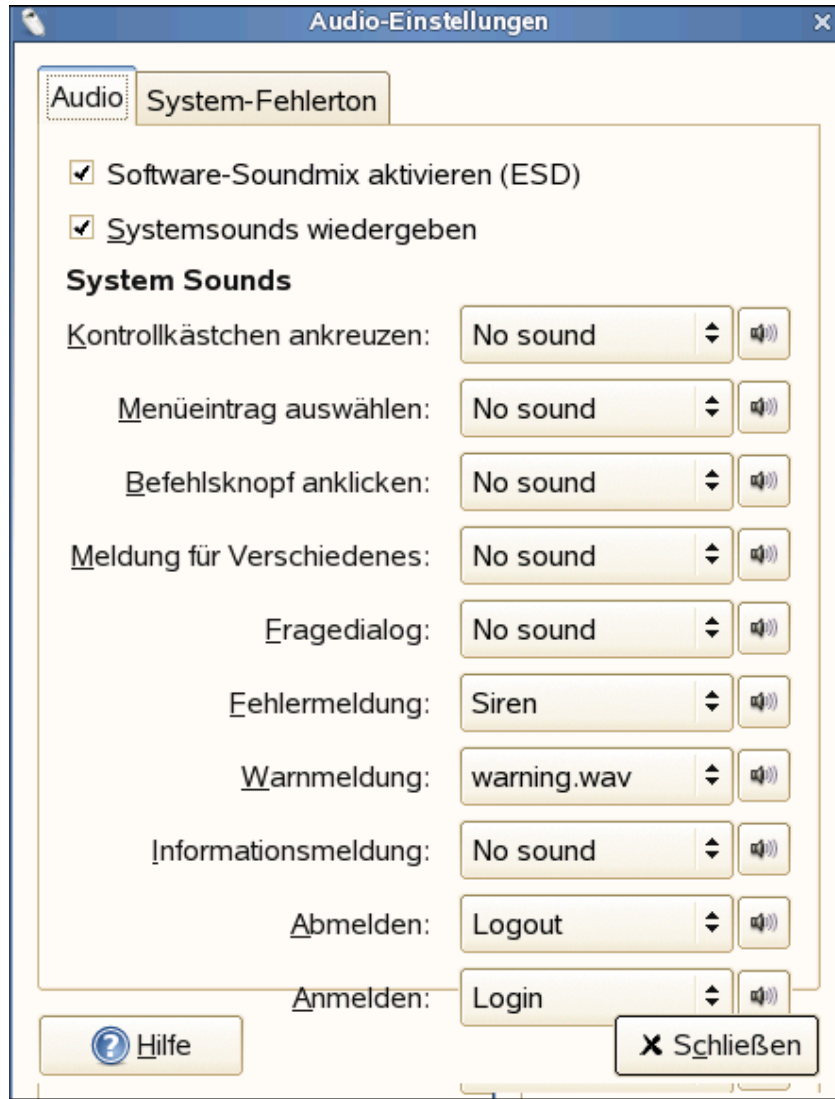 Audio-Einstellungen
Audio System-Fehlerton
Software-Soundmix aktivieren (ESD)
Systemsounds wiedergeben
System Sounds
Kontrollkästchen ankreuzen: No sound
Menüeintrag auswählen: No sound
Befehlsknopf anklicken: No sound
Meldung für Verschiedenes: No sound
Fragedialog: No sound
Fehlermeldung: Siren
Warnmeldung: warning.wav
Informationsmeldung: No sound
Abmelden: Logout
Anmelden: Login
Hilfe Schließen